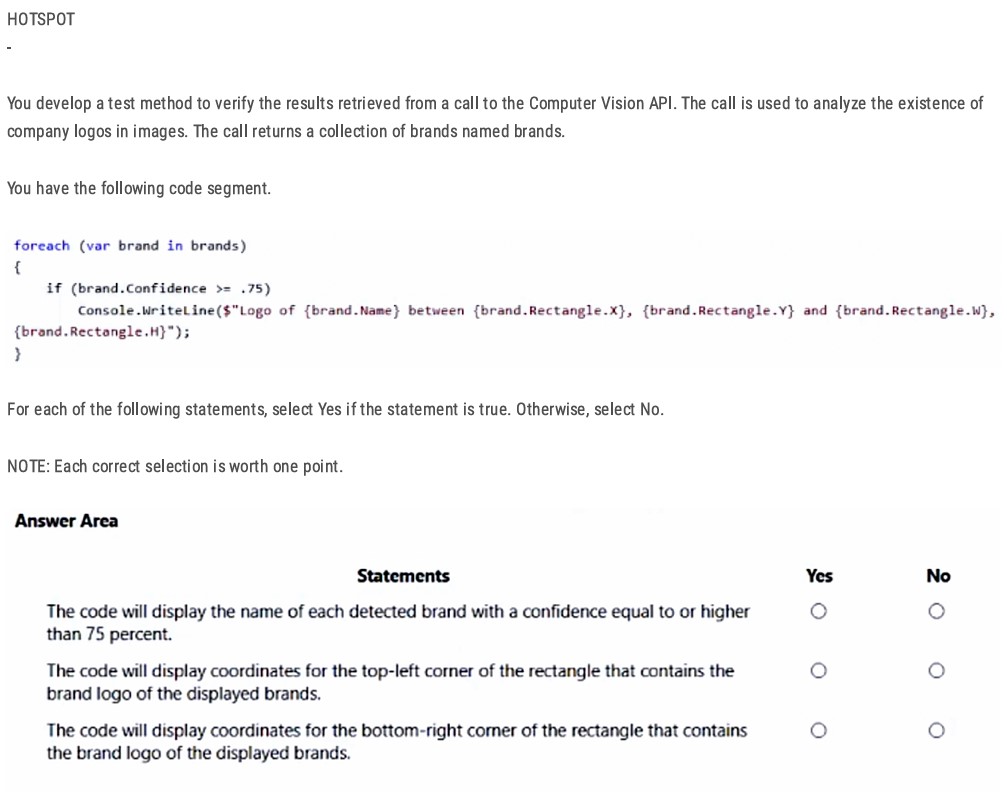 HOTSPOT
-
You develop a test method to verify the results retrieved from a call to the Computer Vision API. The call is used to analyze the existence of
company logos in images. The call returns a collection of brands named brands.
You have the following code segment.
foreach (var brand in brands)
{
if (brand.Confidence >= .75)
Console.WriteLine($"Logo of {brand.Name} between {brand.Rectangle.X}, {brand.Rectangle.Y} and {brand.Rectangle.W},
{brand.Rectangle.H}");
}
For each of the following statements, select Yes if the statement is true. Otherwise, select No.
NOTE: Each correct selection is worth one point.
Answer Area
Statements Yes No
The code will display the name of each detected brand with a confidence equal to or higher
than 75 percent.
The code will display coordinates for the top-left corner of the rectangle that contains the
brand logo of the displayed brands.
The code will display coordinates for the bottom-right corner of the rectangle that contains
the brand logo of the displayed brands.